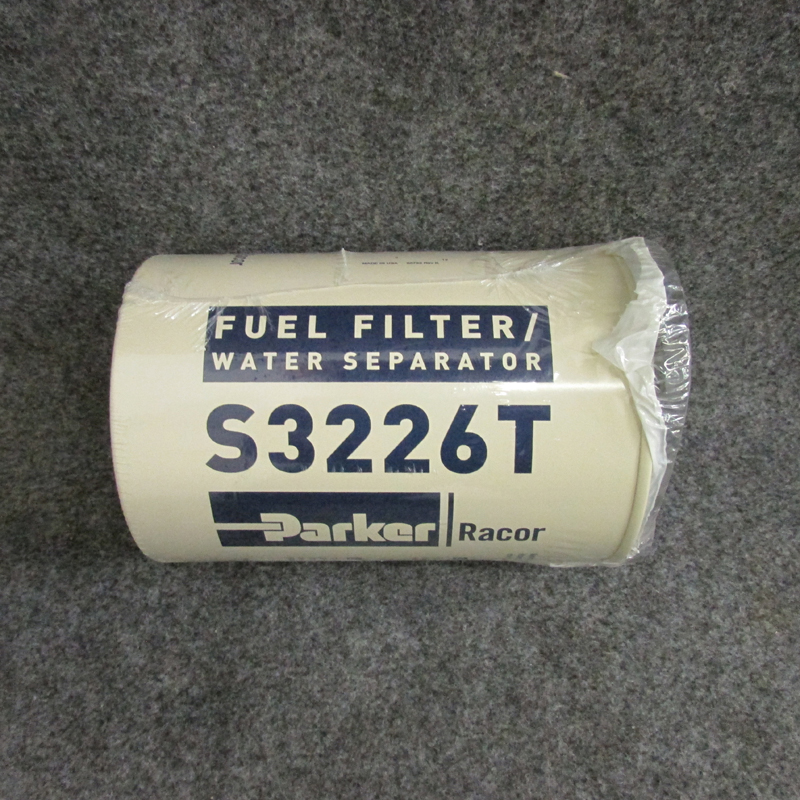 FUEL FILTER/
WATER SEPARATOR
S3226T
Parker Racor